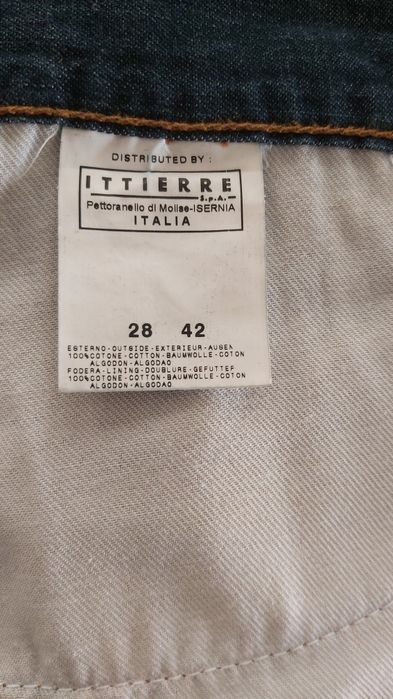 DISTRIBUTED BY :
ITTIERRE
S.p.A.
Pettoranello di Molise-ISERNIA
ITALIA
28 42
ESTERNO-OUTSIDE-EXTERIEUR-AUSEN
100%COTONE-COTTON-BAUMWOLLE-COTON
ALGODON-ALGODAO
FODERA-LINING-DOUBLURE-GEFUTTEF
100%COTONE-COTTON-BAUMWOLLE-COTON
ALGODON-ALGODAO